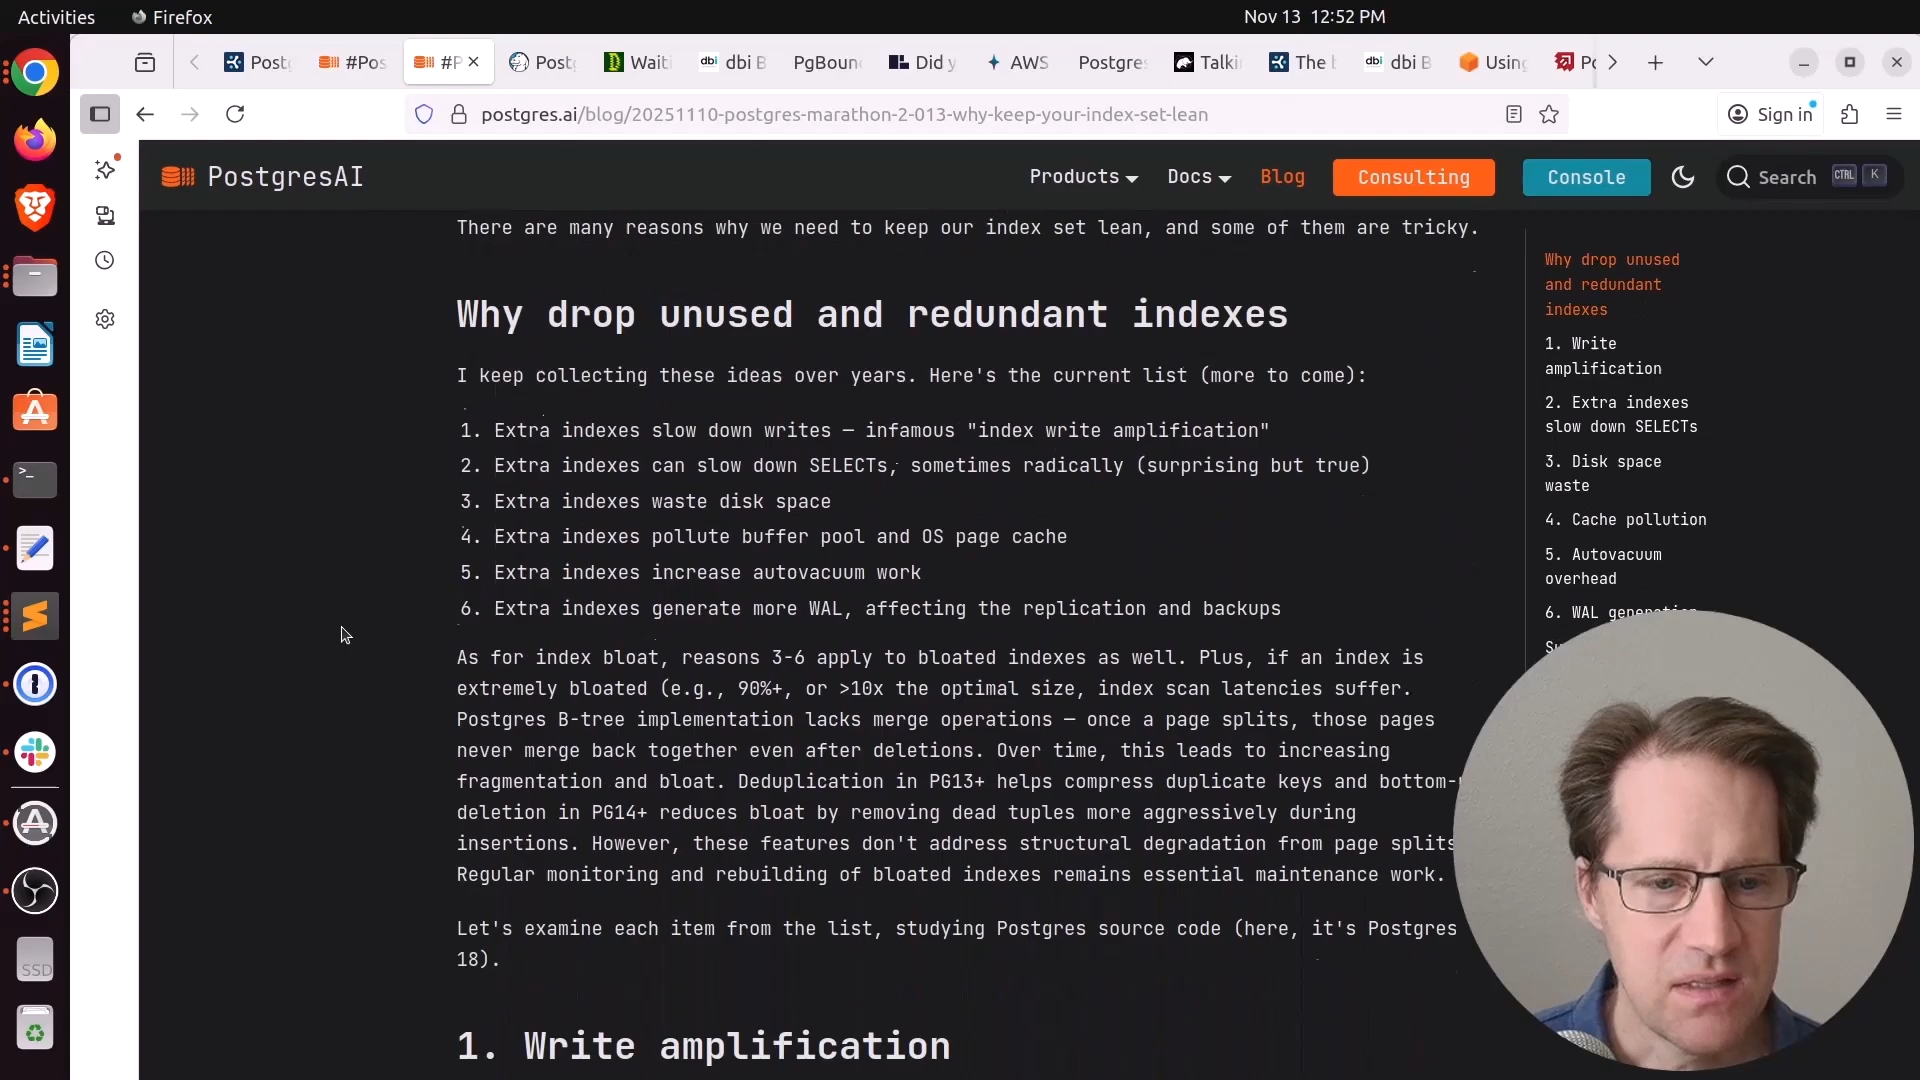 Activities
Firefox
Nov 13 12:52 PM
Post
#Pos
#P
Post
Waiti
dbi
dbi B
PgBoun
Did y
AWS
Postgre
Talki
The
dbi
dbi B
Using
postgres.ai/blog/20251110-postgres-marathon-2-013-why-keep-your-index-set-lean
Sign in
PostgresAI
Products
Docs
Blog
Consulting
Console
Search
CTRL
K
There are many reasons why we need to keep our index set lean, and some of them are tricky.
Why drop unused and redundant indexes
I keep collecting these ideas over years. Here's the current list (more to come):
1. Extra indexes slow down writes — infamous "index write amplification"
2. Extra indexes can slow down SELECTs, sometimes radically (surprising but true)
3. Extra indexes waste disk space
4. Extra indexes pollute buffer pool and OS page cache
5. Extra indexes increase autovacuum work
6. Extra indexes generate more WAL, affecting the replication and backups
As for index bloat, reasons 3-6 apply to bloated indexes as well. Plus, if an index is
extremely bloated (e.g., 90%+, or >10x the optimal size, index scan latencies suffer.
Postgres B-tree implementation lacks merge operations — once a page splits, those pages
never merge back together even after deletions. Over time, this leads to increasing
fragmentation and bloat. Deduplication in PG13+ helps compress duplicate keys and bottom-
deletion in PG14+ reduces bloat by removing dead tuples more aggressively during
insertions. However, these features don't address structural degradation from page splits
Regular monitoring and rebuilding of bloated indexes remains essential maintenance work.
Let's examine each item from the list, studying Postgres source code (here, it's Postgres
18).
1. Write amplification
Why drop unused
and redundant
indexes
1. Write
amplification
2. Extra indexes
slow down SELECTs
3. Disk space
waste
4. Cache pollution
5. Autovacuum
overhead
6. WAL generation
SSD